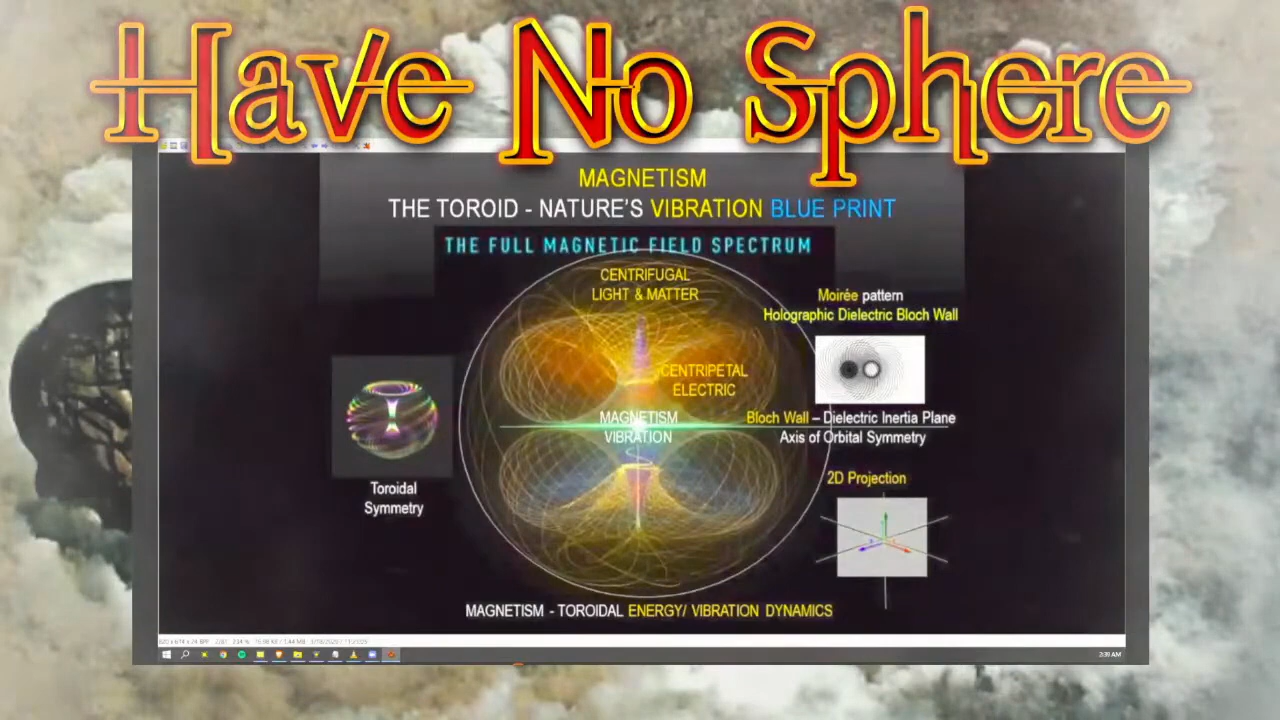 Have No Sphere
MAGNETISM
THE TOROID - NATURE'S VIBRATION BLUE PRINT
THE FULL MAGNETIC FIELD SPECTRUM
CENTRIFUGAL
LIGHT & MATTER
Moirée pattern
Holographic Dielectric Bloch Wall
CENTRIPETAL
ELECTRIC
MAGNETISM
VIBRATION
Bloch Wall – Dielectric Inertia Plane
Axis of Orbital Symmetry
2D Projection
Toroidal
Symmetry
MAGNETISM - TOROIDAL ENERGY/ VIBRATION DYNAMICS